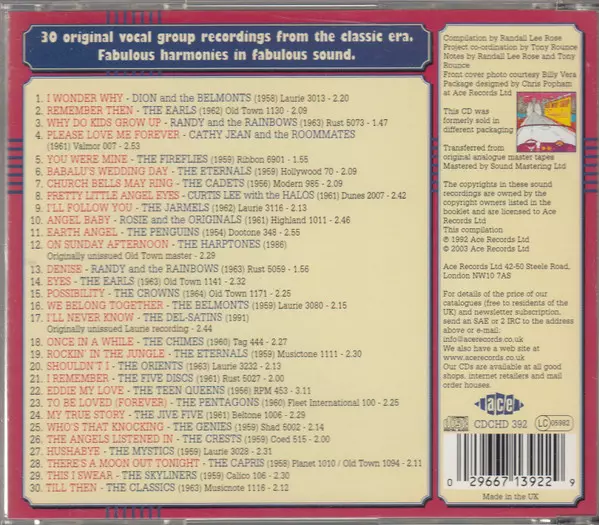 30 original vocal group recordings from the classic era.
Fabulous harmonies in fabulous sound.
1. I WONDER WHY - DION and the BELMONTS (1958) Laurie 3013 - 2.20
2. REMEMBER THEN - THE EARLS (1962) Old Town 1130 - 2.09
3. WHY DO KIDS GROW UP - RANDY and the RAINBOWS (1963) Rust 5073 - 1.47
4. PLEASE LOVE ME FOREVER - CATHY JEAN and the ROOMMATES
(1961) Valmor 007 - 2.53
5. YOU WERE MINE - THE FIREFLIES (1959) Ribbon 6901 - 1.55
6. BABALU'S WEDDING DAY - THE ETERNALS (1959) Hollywood 70 - 2.09
7. CHURCH BELLS MAY RING - THE CADETS (1956) Modern 985 - 2.09
8. PRETTY LITTLE ANGEL EYES - CURTIS LEE with the HALOS (1961) Dunes 2007 - 2.42
9. I'LL FOLLOW YOU - THE JARMELS (1962) Laurie 3116 - 2.13
10. ANGEL BABY - ROSIE and the ORIGINALS (1961) Highland 1011 - 2.46
11. EARTH ANGEL - THE PENGUINS (1954) Dootone 348 - 2.55
12. ON SUNDAY AFTERNOON - THE HARPTONES (1986)
Originally unissued Old Town master - 2.29
13. DENISE - RANDY and the RAINBOWS (1963) Rust 5059 - 1.56
14. EYES - THE EARLS (1963) Old Town 1141 - 2.32
15. POSSIBILITY - THE CROWNS (1964) Old Town 1171 - 2.25
16. WE BELONG TOGETHER - THE BELMONTS (1959) Laurie 3080 - 2.15
17. I'LL NEVER KNOW - THE DEL-SATINS (1991)
Originally unissued Laurie recording - 2.44
18. ONCE IN A WHILE - THE CHIMES (1960) Tag 444 - 2.27
19. ROCKIN' IN THE JUNGLE - THE ETERNALS (1959) Musictone 1111 - 2.30
20. SHOULDN'T I - THE ORIENTS (1963) Laurie 3232 - 2.13
21. I REMEMBER - THE FIVE DISCS (1961) Rust 5027 - 2.00
22. EDDIE MY LOVE - THE TEEN QUEENS (1956) RPM 453 - 3.11
23. TO BE LOVED (FOREVER) - THE PENTAGONS (1960) Fleet International 100 - 2.25
24. MY TRUE STORY - THE JIVE FIVE (1961) Beltone 1006 - 2.29
25. WHO'S THAT KNOCKING - THE GENIES (1959) Shad 5002 - 2.14
26. THE ANGELS LISTENED IN - THE CRESTS (1959) Coed 515 - 2.00
27. HUSHABYE - THE MYSTICS (1959) Laurie 3028 - 2.31
28. THERE'S A MOON OUT TONIGHT - THE CAPRIS (1958) Planet 1010 / Old Town 1094 - 2.11
29. THIS I SWEAR - THE SKYLINERS (1959) Calico 106 - 2.30
30. TILL THEN - THE CLASSICS (1963) Musicnote 1116 - 2.12
Compilation by Randall Lee Rose
Project co-ordination by Tony Rounce
Notes by Randall Lee Rose and Tony
Rounce
Front cover photo courtesy Billy Vera
Package designed by Chris Popham
at Ace Records Ltd
This CD was
formerly sold in
different packaging
Transferred from
original analogue master tapes
Mastered by Sound Mastering Ltd
The copyrights in these sound
recordings are owned by the
copyright owners listed in the
booklet and are licensed to Ace
Records Ltd
This compilation
℗ 1992 Ace Records Ltd
© 2003 Ace Records Ltd
Ace Records Ltd 42-50 Steele Road,
London NW10 7AS
For details of the price of our
catalogues (free to residents of the
UK) and newsletter subscription,
send an SAE or 2 IRC to the address
above or e-mail:
info@acerecords.co.uk
We also have a web site at
www.acerecords.co.uk
Our CDs are available at all good
shops, internet retailers and mail
order houses.
ace
CDCHD 392
LC 05982
0 29667 13922 9
Made in the UK